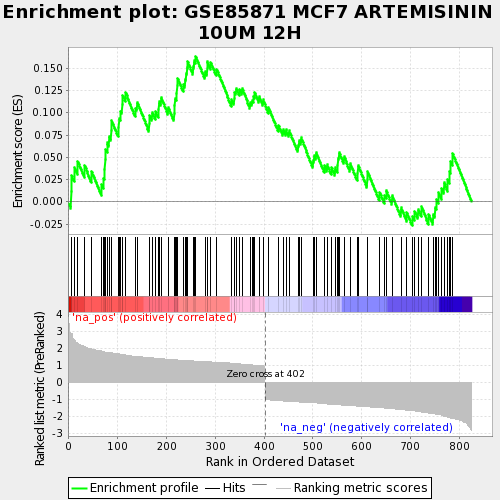 Enrichment plot: GSE85871 MCF7 ARTEMISININ
10UM 12H
Enrichment score (ES)
0.150
0.125
0.100
0.075
0.050
0.025
0.000
-0.025
'na_pos' (positively correlated)
Ranked list metric (PreRanked)
4
3
2
1
0
-1
-2
-3
Zero cross at 402
'na_neg' (negatively correlated)
0 100 200 300 400 500 600 700 800
Rank in Ordered Dataset
Enrichment profile Hits Ranking metric scores